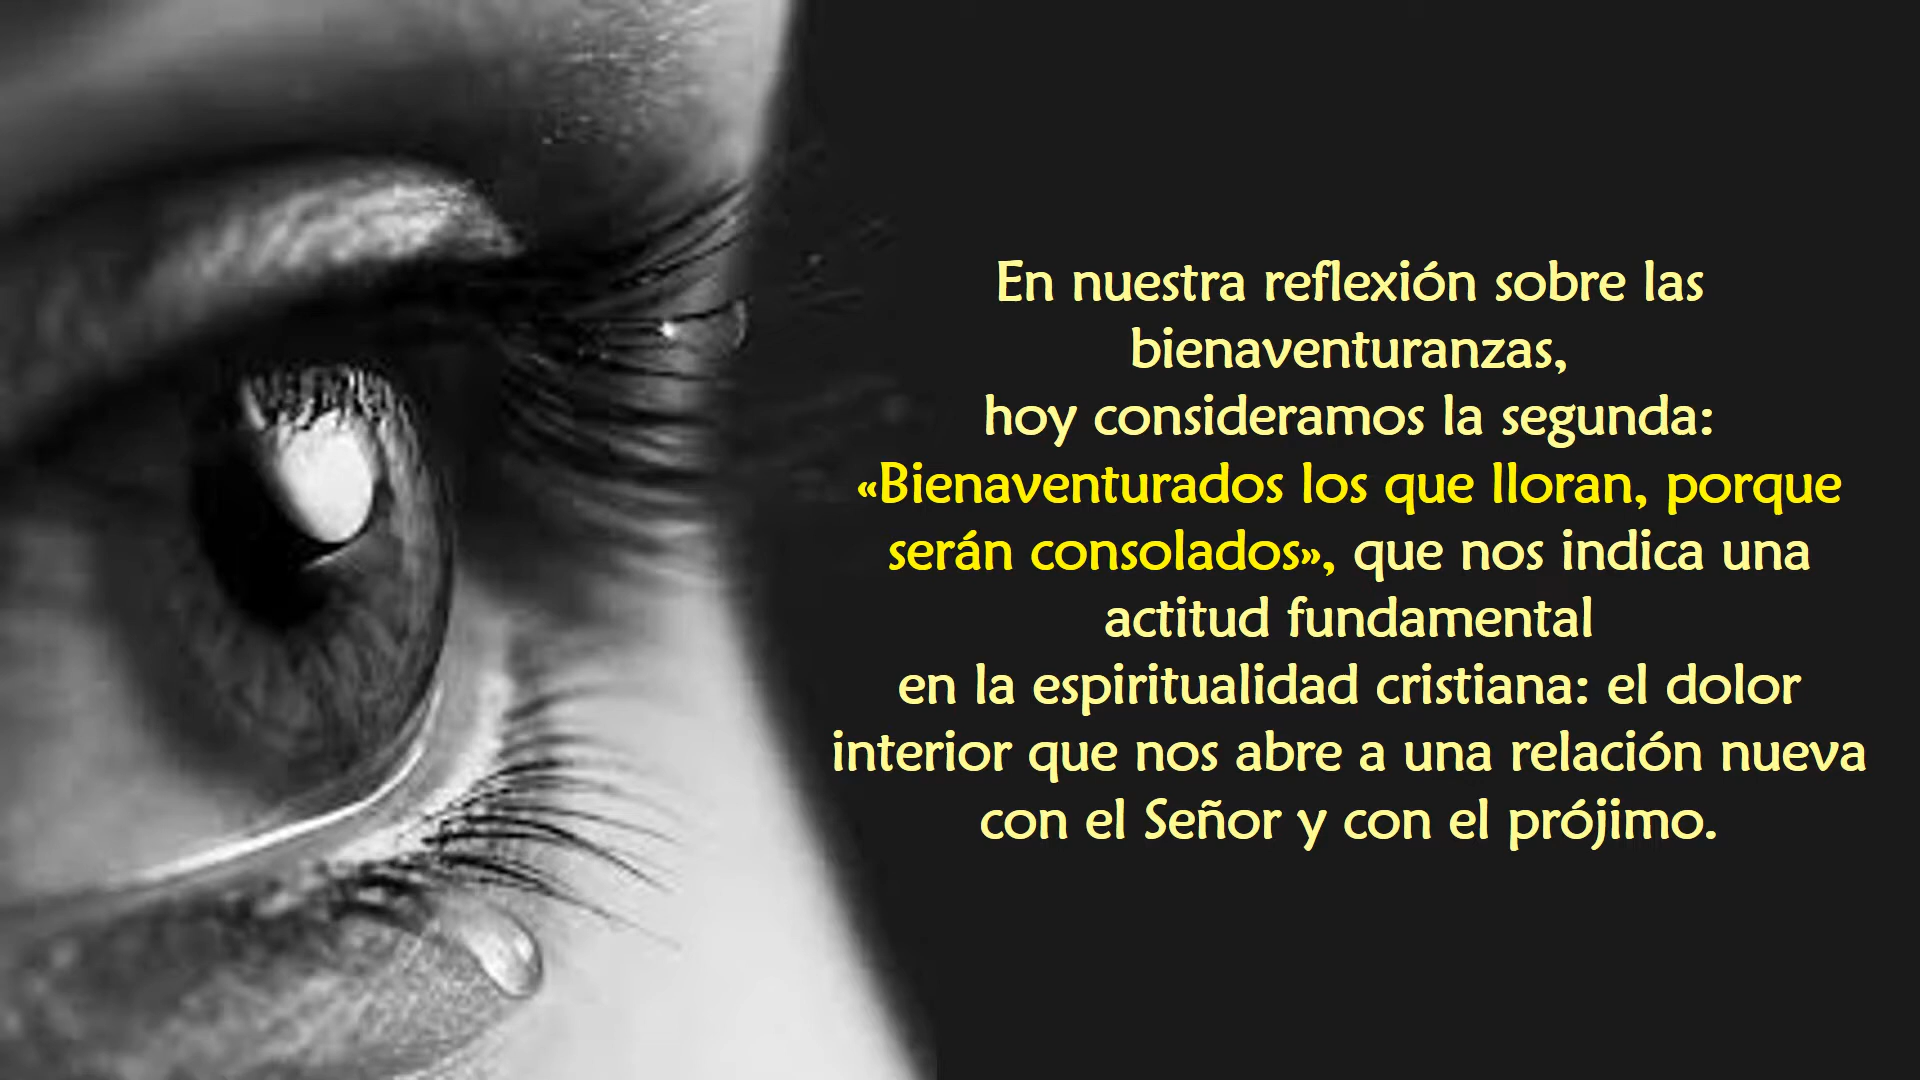 En nuestra reflexión sobre las
bienaventuranzas,
hoy consideramos la segunda:
«Bienaventurados los que lloran, porque
serán consolados», que nos indica una
actitud fundamental
en la espiritualidad cristiana: el dolor
interior que nos abre a una relación nueva
con el Señor y con el prójimo.